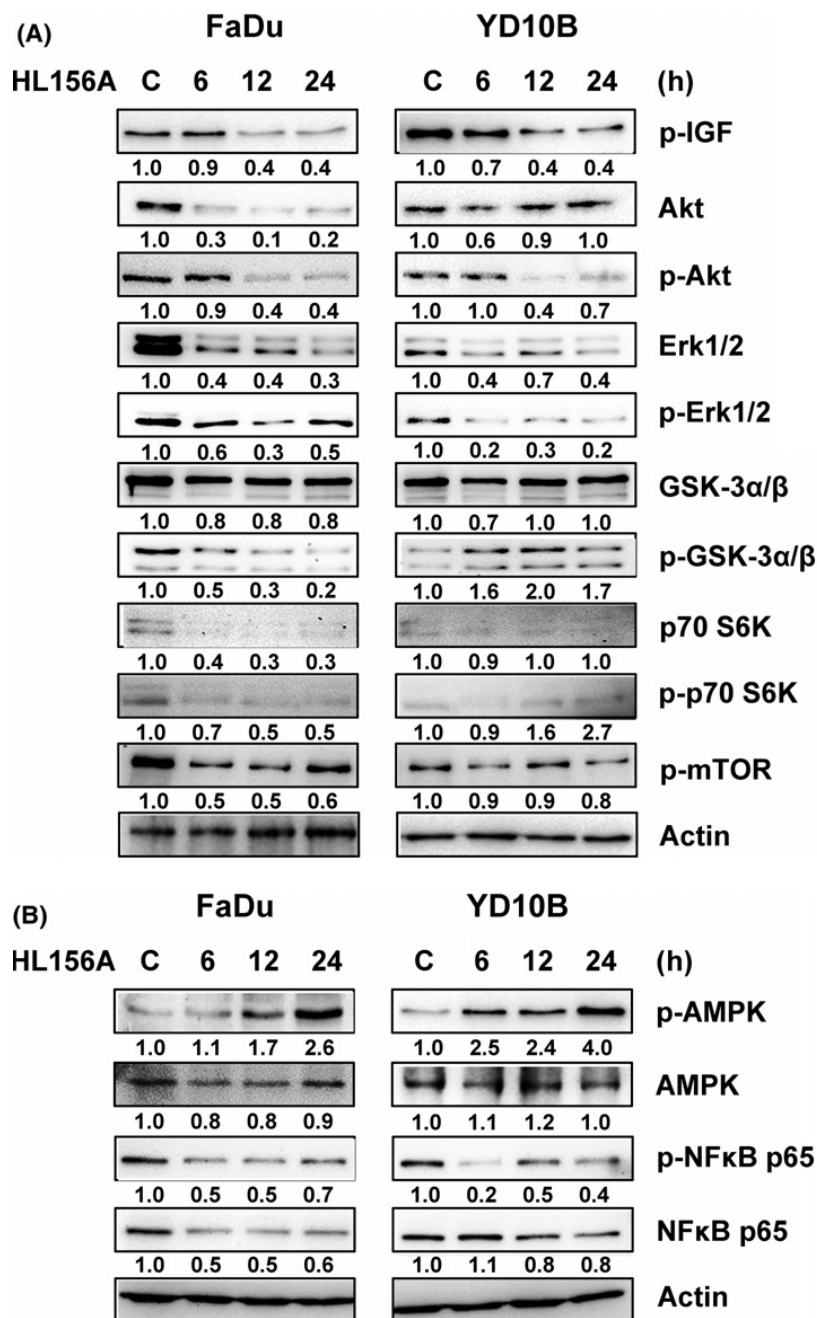 (A)
FaDu YD10B
HL156A C 6 12 24 C 6 12 24 (h)
p-IGF
1.0 0.9 0.4 0.4 1.0 0.7 0.4 0.4
Akt
1.0 0.3 0.1 0.2 1.0 0.6 0.9 1.0
p-Akt
1.0 0.9 0.4 0.4 1.0 1.0 0.4 0.7
Erk1/2
1.0 0.4 0.4 0.3 1.0 0.4 0.7 0.4
p-Erk1/2
1.0 0.6 0.3 0.5 1.0 0.2 0.3 0.2
GSK-3α/β
1.0 0.8 0.8 0.8 1.0 0.7 1.0 1.0
p-GSK-3α/β
1.0 0.5 0.3 0.2 1.0 1.6 2.0 1.7
p70 S6K
1.0 0.4 0.3 0.3 1.0 0.9 1.0 1.0
p-p70 S6K
1.0 0.7 0.5 0.5 1.0 0.9 1.6 2.7
p-mTOR
1.0 0.5 0.5 0.6 1.0 0.9 0.9 0.8
Actin
(B)
FaDu YD10B
HL156A C 6 12 24 C 6 12 24 (h)
p-AMPK
1.0 1.1 1.7 2.6 1.0 2.5 2.4 4.0
AMPK
1.0 0.8 0.8 0.9 1.0 1.1 1.2 1.0
p-NFκB p65
1.0 0.5 0.5 0.7 1.0 0.2 0.5 0.4
NFκB p65
1.0 0.5 0.5 0.6 1.0 1.1 0.8 0.8
Actin